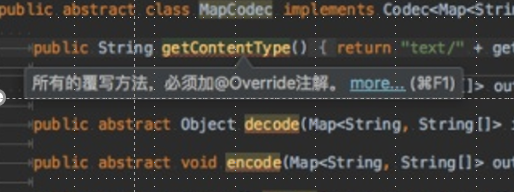 public abstract class MapCodec implements Codec<Map<Strin
public String getContentType() { return "text/" + get
所有的覆写方法，必须加@Override注解。 more... (⌘F1)
]> out
public abstract Object decode(Map<String, String[]>
public abstract void encode(Map<String, String[]> out